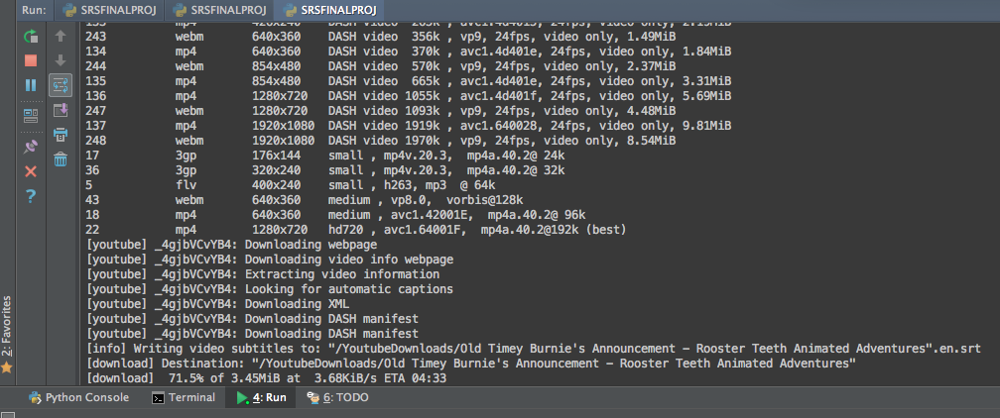 Run: SRSFINALPROJ SRSFINALPROJ SRSFINALPROJ
243 webm 640x360 DASH video 356k , vp9, 24fps, video only, 1.49MiB
134 mp4 640x360 DASH video 370k , avc1.4d401e, 24fps, video only, 1.84MiB
244 webm 854x480 DASH video 570k , vp9, 24fps, video only, 2.37MiB
135 mp4 854x480 DASH video 665k , avc1.4d401e, 24fps, video only, 3.31MiB
136 mp4 1280x720 DASH video 1055k , avc1.4d401f, 24fps, video only, 5.69MiB
247 webm 1280x720 DASH video 1093k , vp9, 24fps, video only, 4.48MiB
137 mp4 1920x1080 DASH video 1919k , avc1.640028, 24fps, video only, 9.81MiB
248 webm 1920x1080 DASH video 1970k , vp9, 24fps, video only, 8.54MiB
17 3gp 176x144 small , mp4v.20.3, mp4a.40.2@ 24k
36 3gp 320x240 small , mp4v.20.3, mp4a.40.2@ 32k
5 flv 400x240 small , h263, mp3 @ 64k
43 webm 640x360 medium , vp8.0, vorbis@128k
18 mp4 640x360 medium , avc1.42001E, mp4a.40.2@ 96k
22 mp4 1280x720 hd720 , avc1.64001F, mp4a.40.2@192k (best)
[youtube] _4gjbVCvYB4: Downloading webpage
[youtube] _4gjbVCvYB4: Downloading video info webpage
[youtube] _4gjbVCvYB4: Extracting video information
[youtube] _4gjbVCvYB4: Looking for automatic captions
[youtube] _4gjbVCvYB4: Downloading XML
[youtube] _4gjbVCvYB4: Downloading DASH manifest
[youtube] _4gjbVCvYB4: Downloading DASH manifest
[info] Writing video subtitles to: "/YoutubeDownloads/Old Timey Burnie's Announcement - Rooster Teeth Animated Adventures".en.srt
[download] Destination: "/YoutubeDownloads/Old Timey Burnie's Announcement - Rooster Teeth Animated Adventures"
[download] 71.5% of 3.45MiB at 3.68KiB/s ETA 04:33
2: Favorites
Python Console Terminal 4: Run 6: TODO